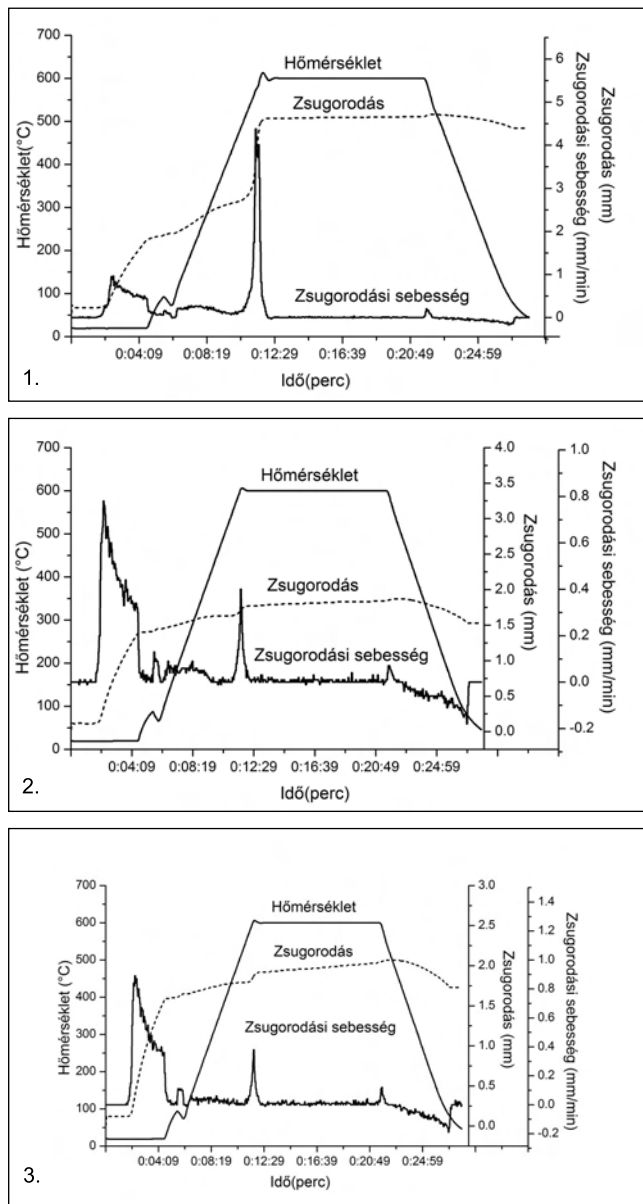 700
600
500
400
300
200
100
0
Hőmérséklet(°C)
Hőmérséklet
Zsugorodás
Zsugorodási sebesség
6
5
4
3
2
1
0
Zsugorodási sebesség (mm/min)
Zsugorodás (mm)
0:04:09 0:08:19 0:12:29 0:16:39 0:20:49 0:24:59
Idő(perc)
1.
700
600
500
400
300
200
100
0
Hőmérséklet (°C)
Hőmérséklet
Zsugorodás
Zsugorodási sebesség
4.0
3.5
3.0
2.5
2.0
1.5
1.0
0.5
0.0
Zsugorodás (mm)
1.0
0.8
0.6
0.4
0.2
0.0
-0.2
Zsugorodási sebesség (mm/min)
0:04:09 0:08:19 0:12:29 0:16:39 0:20:49 0:24:59
Idő(perc)
2.
700
600
500
400
300
200
100
0
Hőmérséklet (°C)
Hőmérséklet
Zsugorodás
Zsugorodási sebesség
3.0
2.5
2.0
1.5
1.0
0.5
0.0
Zsugorodás (mm)
1.4
1.2
1.0
0.8
0.6
0.4
0.2
0.0
-0.2
Zsugorodási sebesség (mm/min)
0:04:09 0:08:19 0:12:29 0:16:39 0:20:49 0:24:59
Idő(perc)
3.